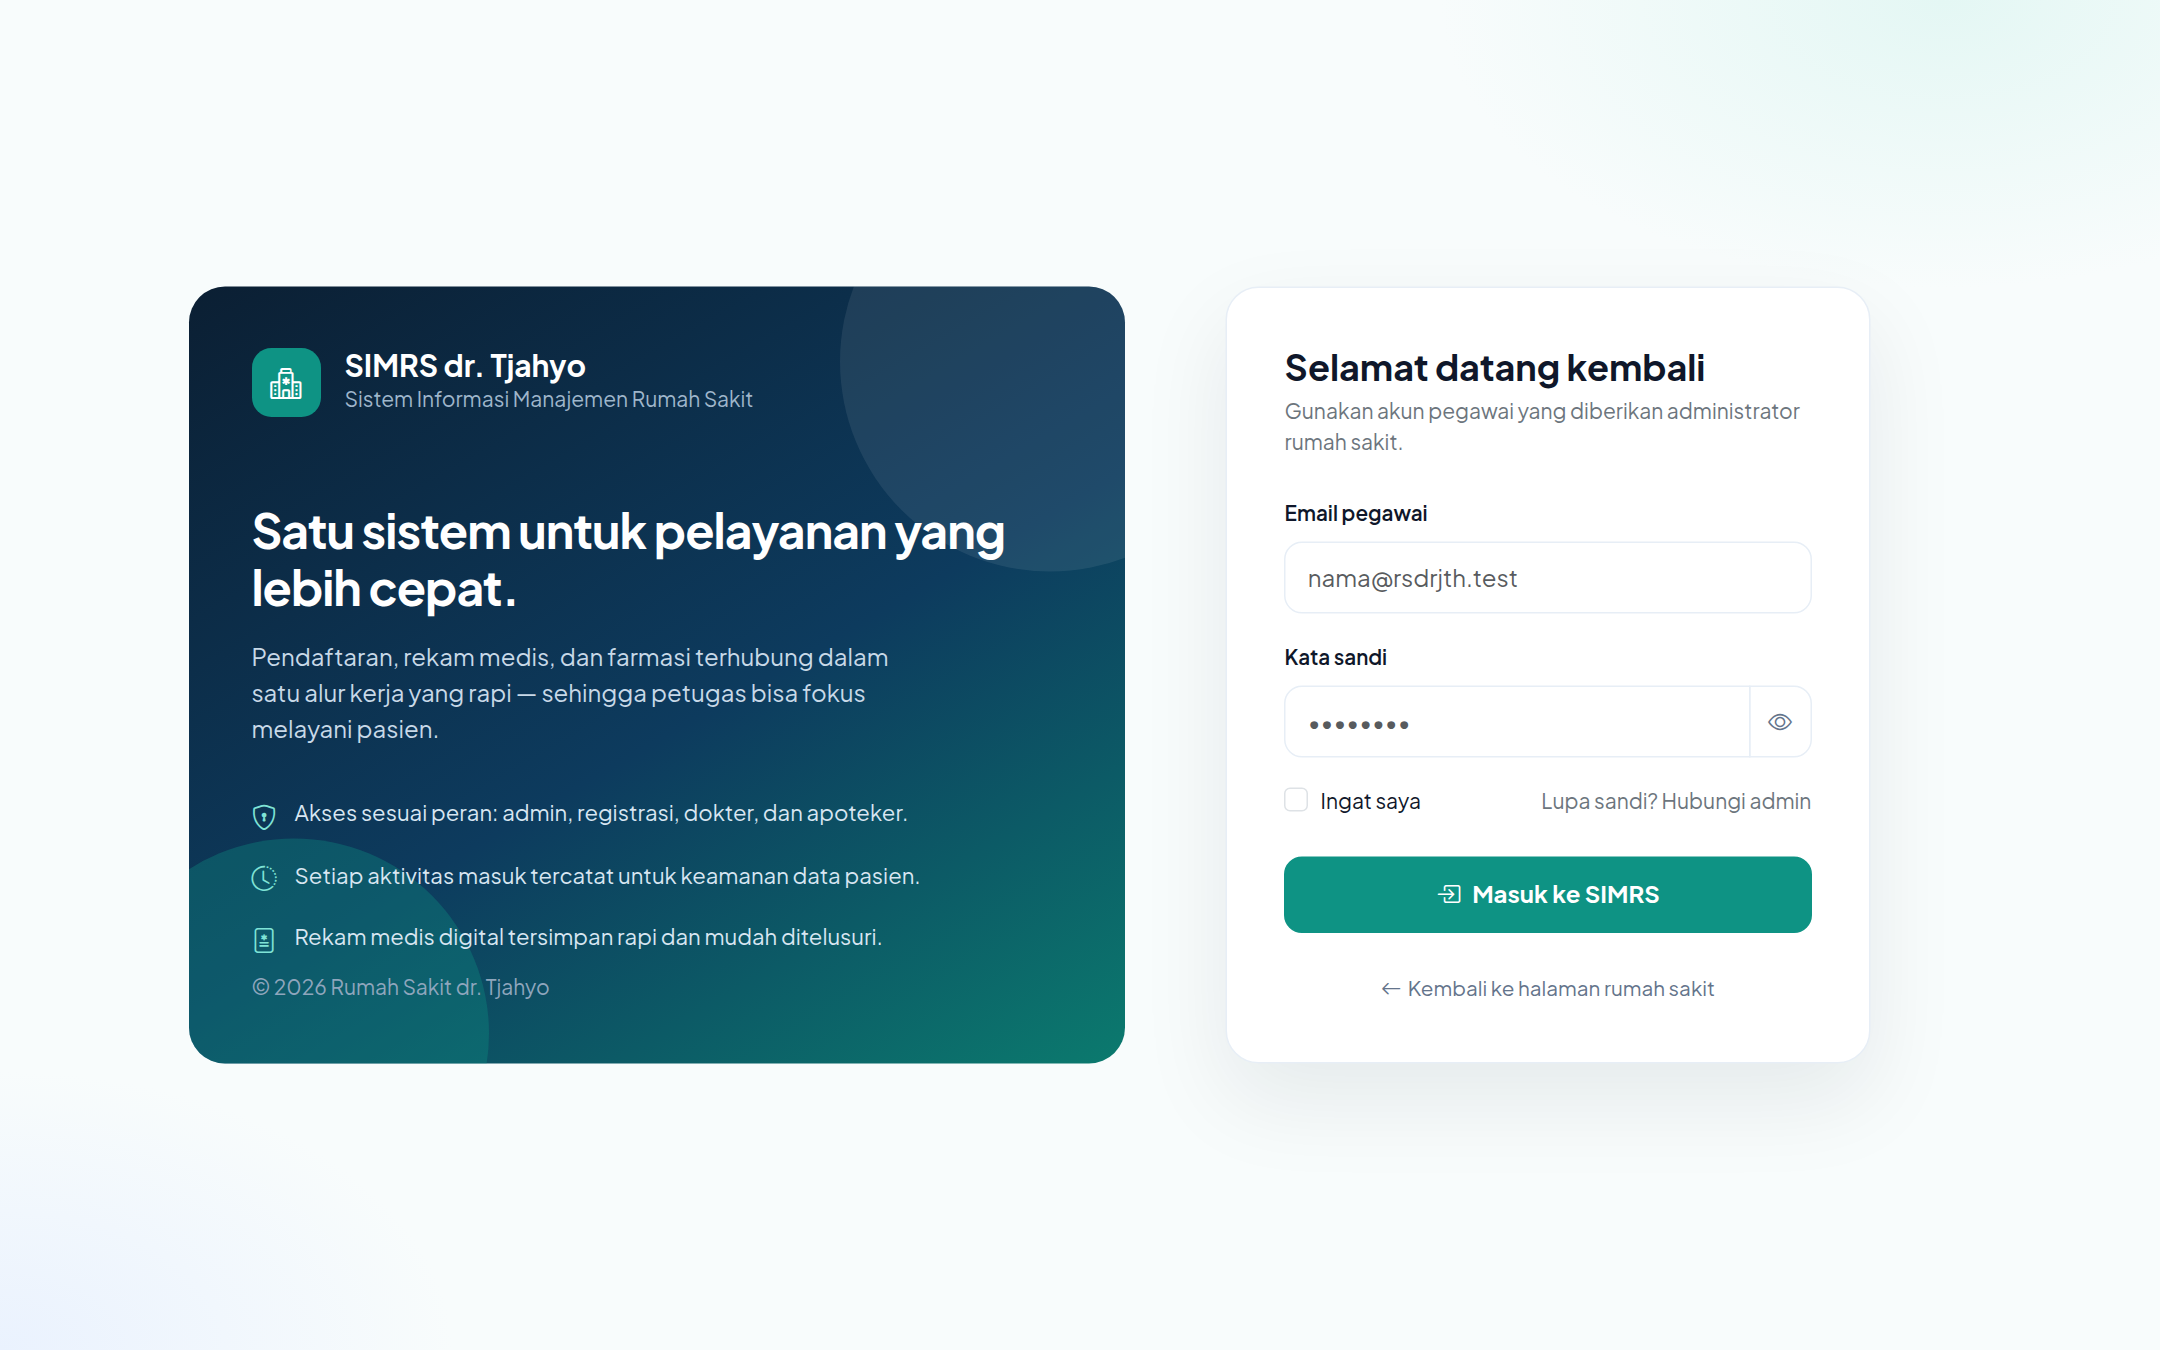 SIMRS dr. Tjahyo
Sistem Informasi Manajemen Rumah Sakit
Satu sistem untuk pelayanan yang
lebih cepat.
Pendaftaran, rekam medis, dan farmasi terhubung dalam
satu alur kerja yang rapi — sehingga petugas bisa fokus
melayani pasien.
Akses sesuai peran: admin, registrasi, dokter, dan apoteker.
Setiap aktivitas masuk tercatat untuk keamanan data pasien.
Rekam medis digital tersimpan rapi dan mudah ditelusuri.
© 2026 Rumah Sakit dr. Tjahyo
Selamat datang kembali
Gunakan akun pegawai yang diberikan administrator
rumah sakit.
Email pegawai
nama@rsdrjth.test
Kata sandi
••••••••
Ingat saya
Lupa sandi? Hubungi admin
Masuk ke SIMRS
← Kembali ke halaman rumah sakit